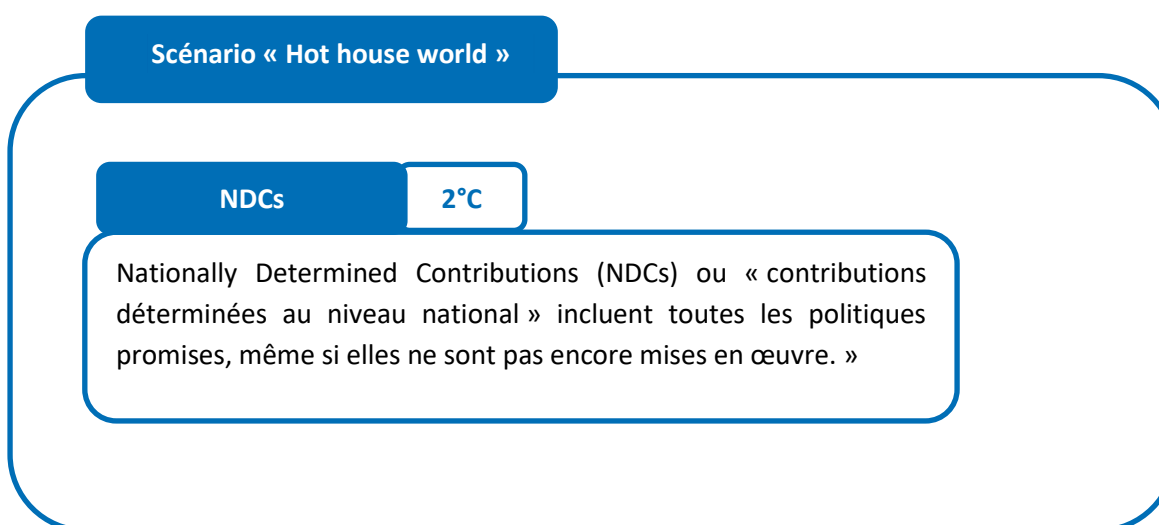 Scénario « Hot house world »
NDCs
2°C
Nationally Determined Contributions (NDCs) ou « contributions
déterminées au niveau national » incluent toutes les politiques
promises, même si elles ne sont pas encore mises en œuvre. »